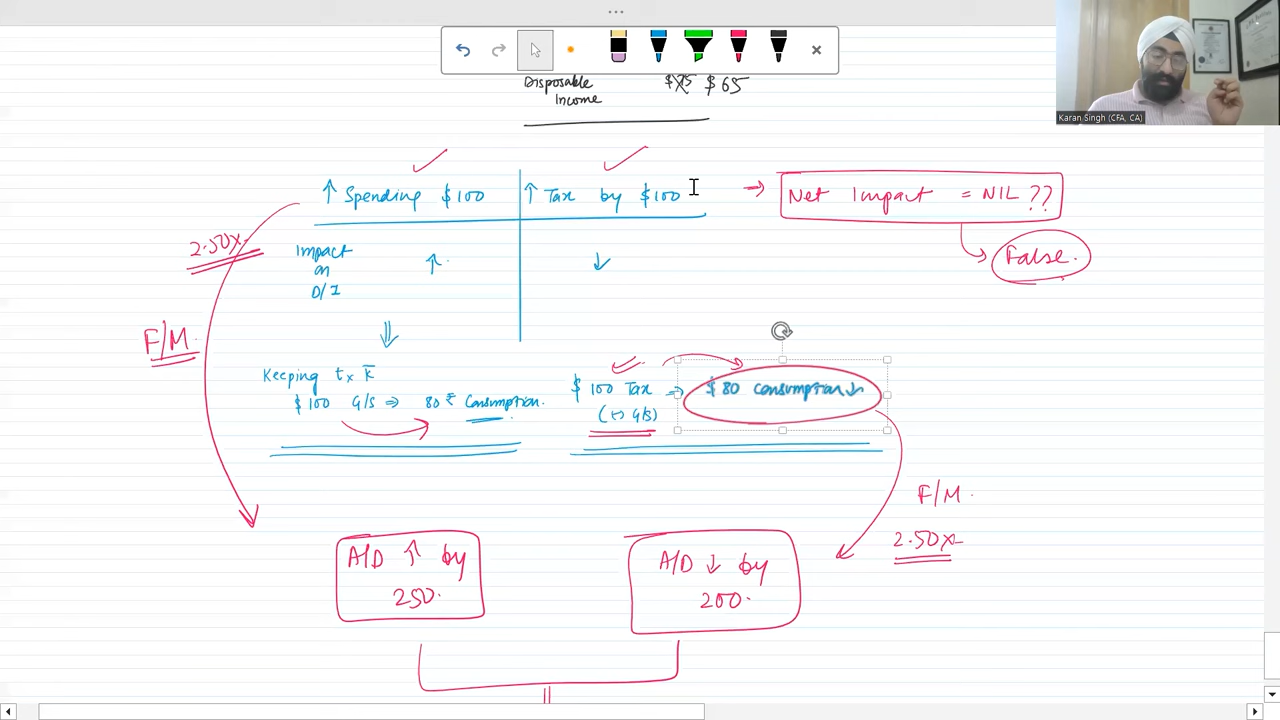 Karan Singh (CFA, CA)
Disposable
Income
$ 65
↑ Spending $ 100
↑ Tax by $ 100
→ Net Impact = NIL ??
False.
2.50x
Impact
on
D/I
↑
↓
F/M.
Keeping t x k̄
$ 100 G/S ⇒ 80 ₹ Consumption.
$ 100 Tax ⇒ $ 80 Consumption ↓
(↔ G/S)
F/M.
2.50x
A/D ↑ by
250.
A/D ↓ by
200.